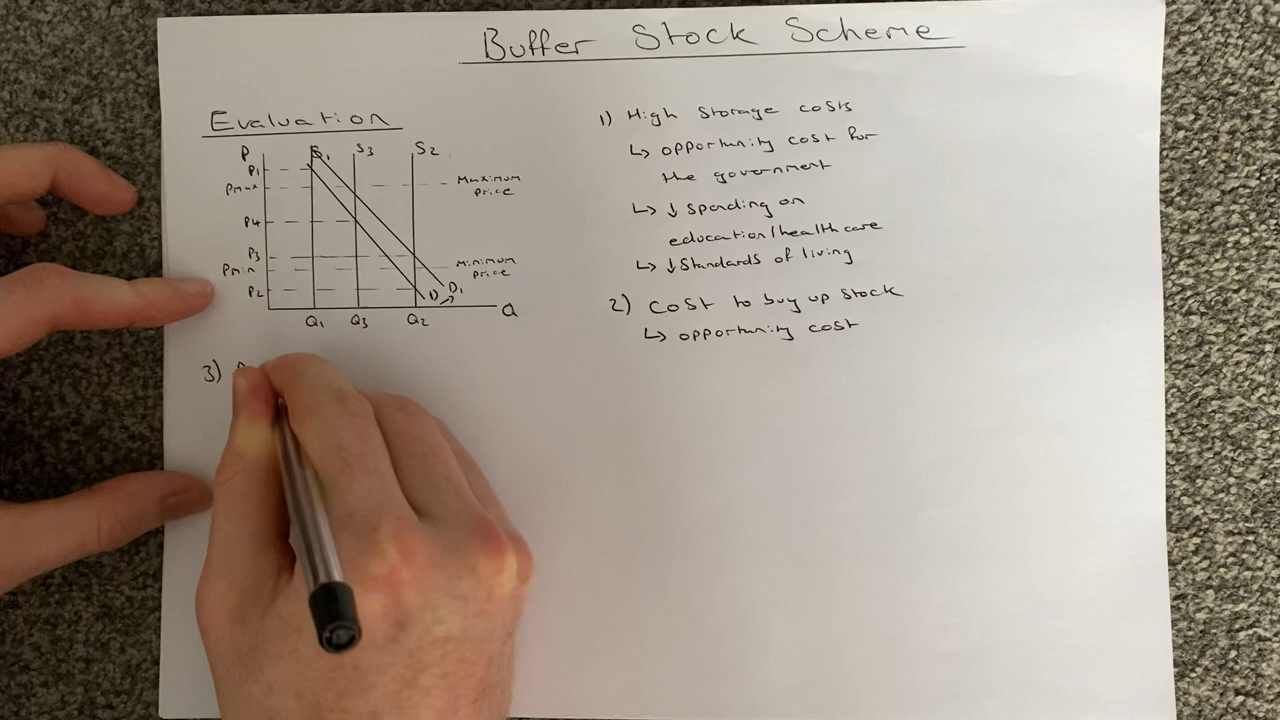 Buffer Stock Scheme
Evaluation
P
S1
S3
S2
P1
Pmax
Maximum
price
P4
P3
Pmin
Minimum
price
P2
D
D1
Q
Q1
Q3
Q2
1) High storage costs
↳ opportunity cost for
the government
↳ ↓ spending on
education/health care
↳ ↓ standards of living
2) Cost to buy up stock
↳ opportunity cost
3)